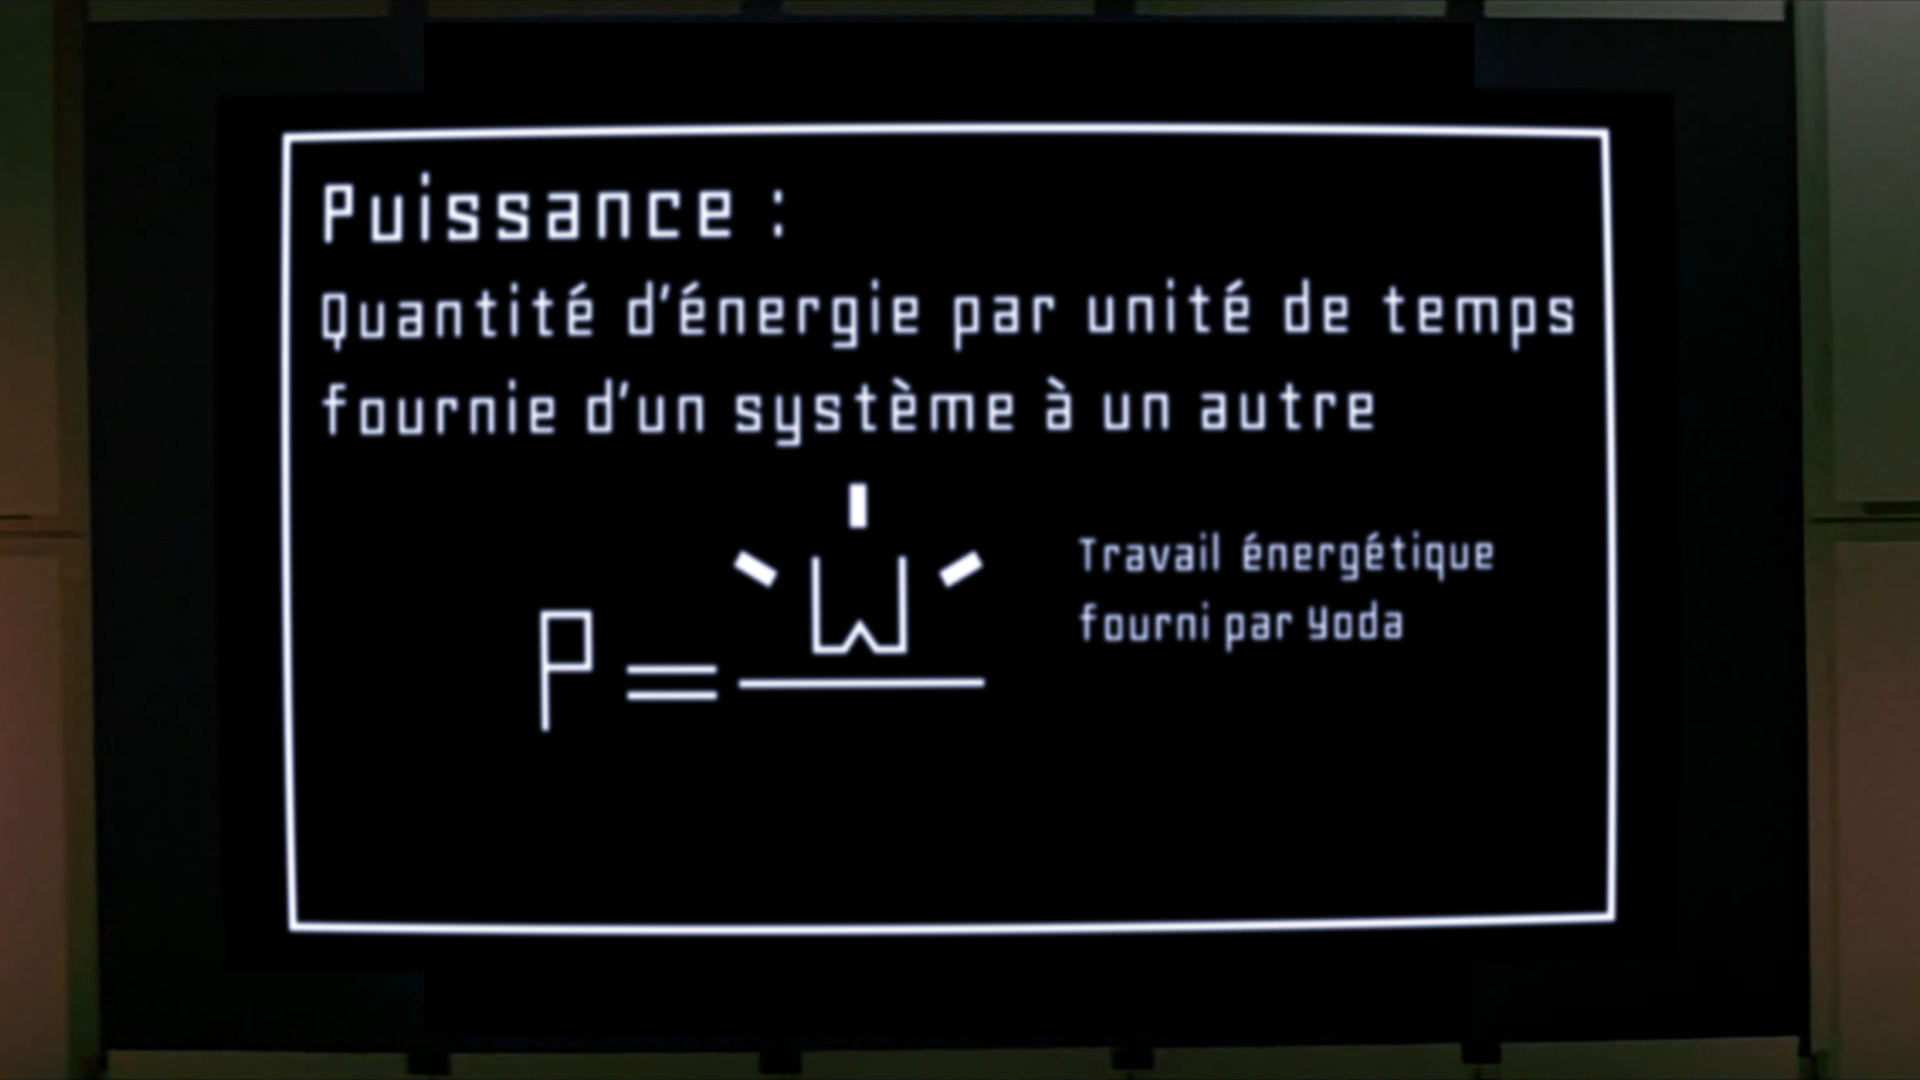 Puissance :
Quantité d'énergie par unité de temps
fournie d'un système à un autre
Travail énergétique
fourni par Yoda
P = W